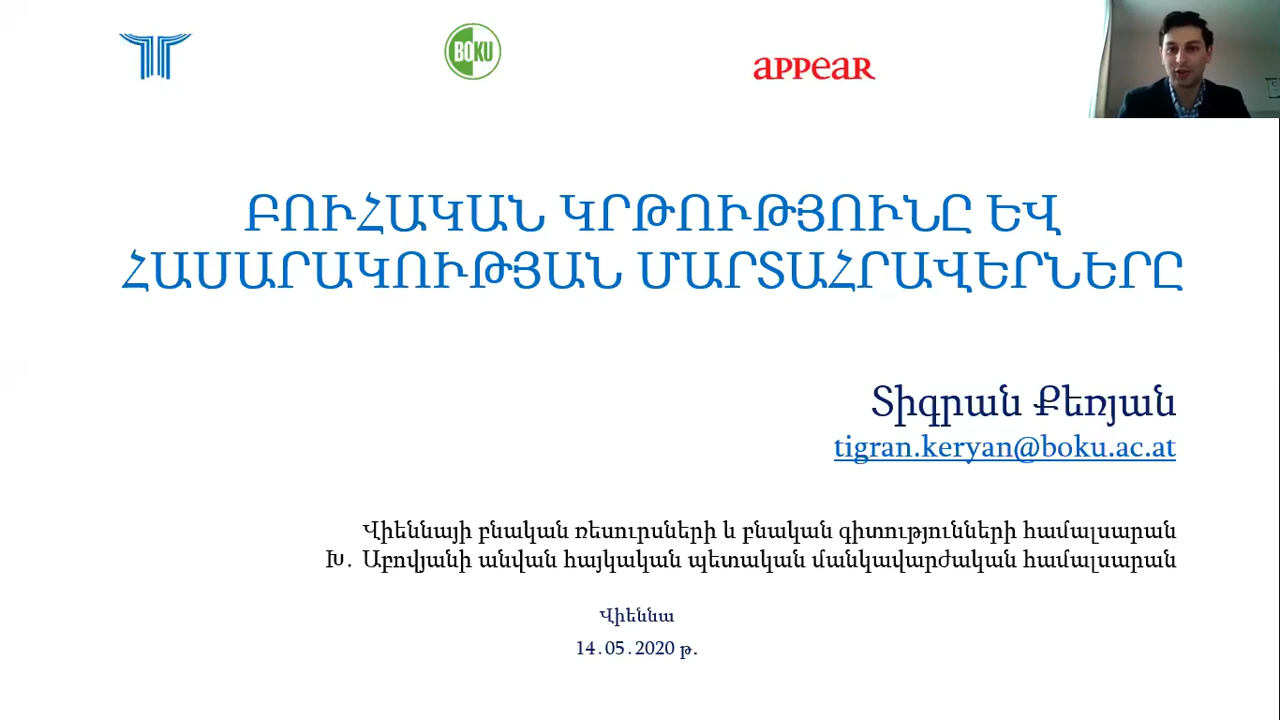 BOKU
APPEAR
ԲՈՒՀԱԿԱՆ ԿՐԹՈՒԹՅՈՒՆԸ ԵՎ
ՀԱՍԱՐԱԿՈՒԹՅԱՆ ՄԱՐՏԱՀՐԱՎԵՐՆԵՐԸ
Տիգրան Քեռյան
tigran.keryan@boku.ac.at
Վիեննայի բնական ռեսուրսների և բնական գիտությունների համալսարան
Խ. Աբովյանի անվան հայկական պետական մանկավարժական համալսարան
Վիեննա
14.05.2020 թ.